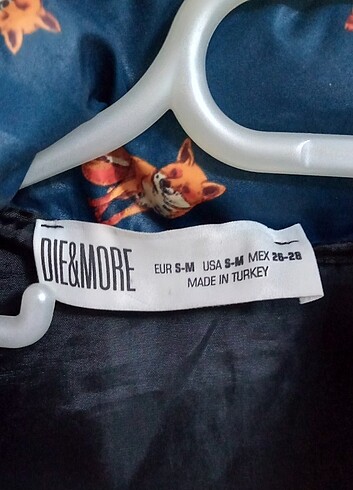 DIE&MORE
EUR S-M USA S-M MEX 26-28
MADE IN TURKEY